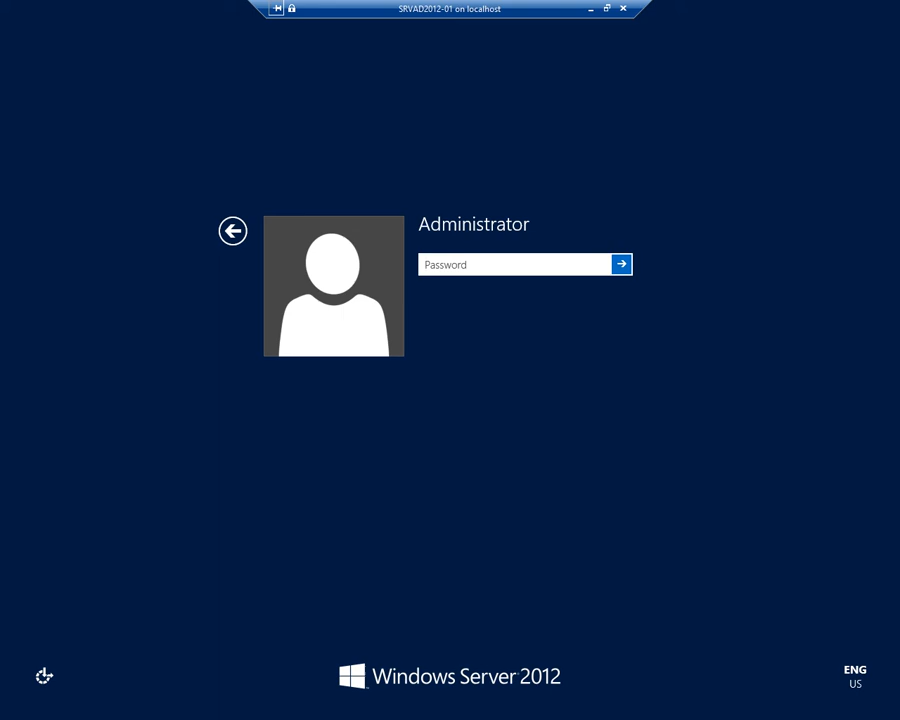 SRVAD2012-01 on localhost
Administrator
Password
Windows Server 2012
ENG
US